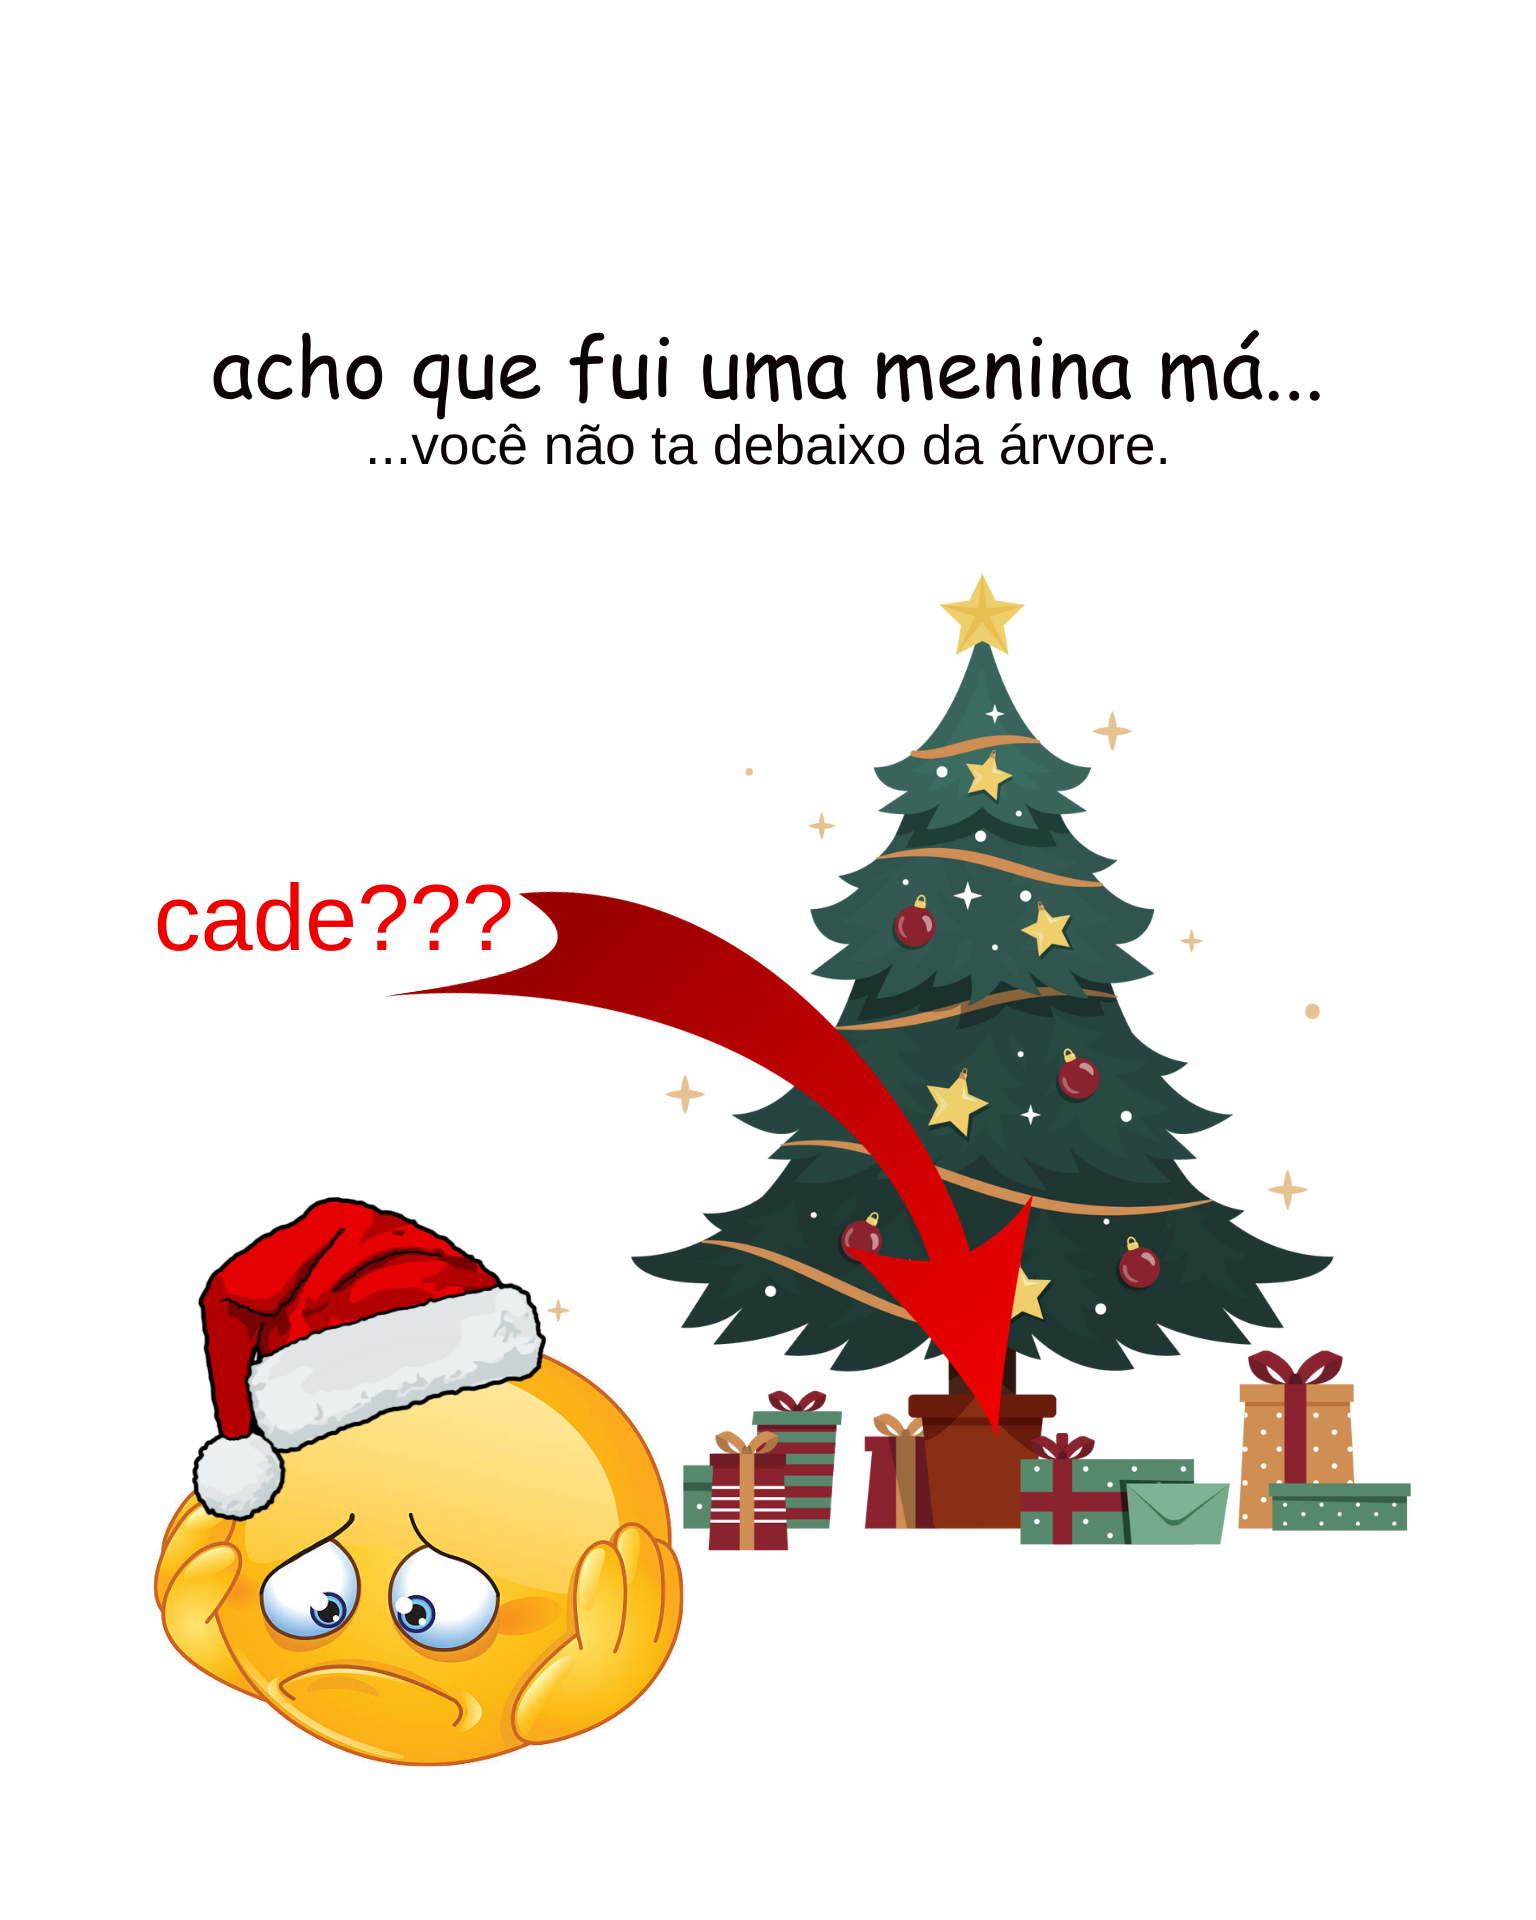 acho que fui uma menina má...
...você não ta debaixo da árvore.
cade???